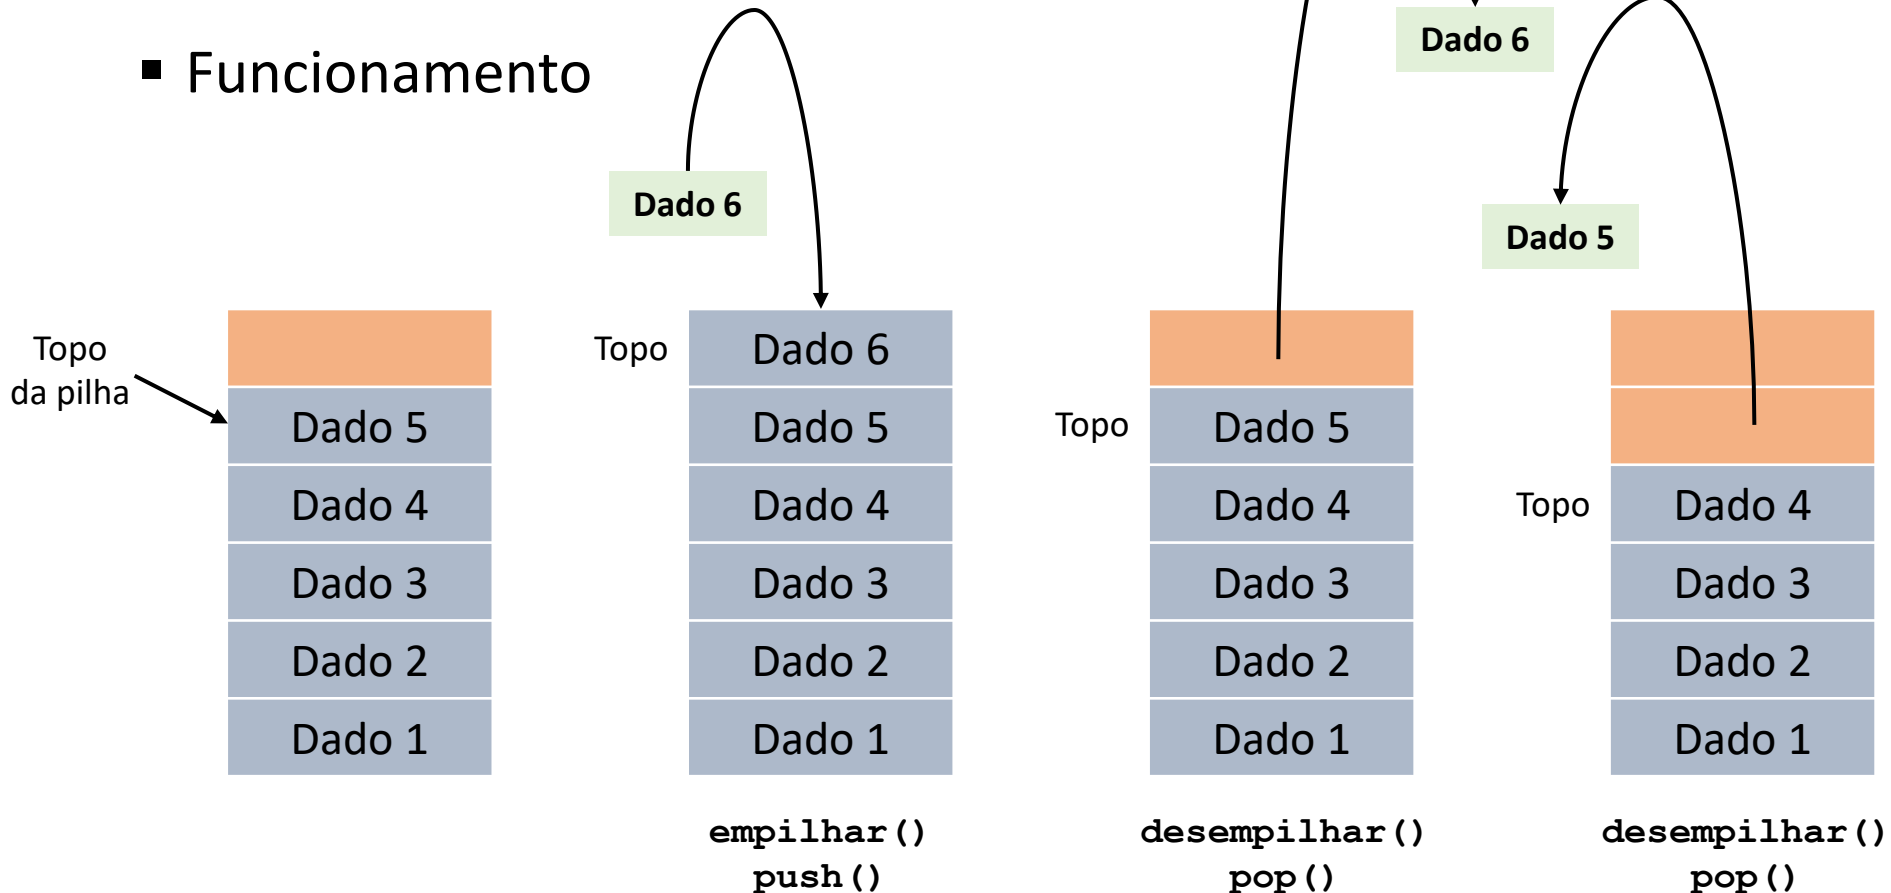 ▪ Funcionamento
Dado 6
Dado 6
Dado 5
Topo
da pilha
Dado 5
Dado 4
Dado 3
Dado 2
Dado 1
Topo
Dado 6
Dado 5
Dado 4
Dado 3
Dado 2
Dado 1
empilhar()
push()
Topo
Dado 5
Dado 4
Dado 3
Dado 2
Dado 1
desempilhar()
pop()
Topo
Dado 4
Dado 3
Dado 2
Dado 1
desempilhar()
pop()